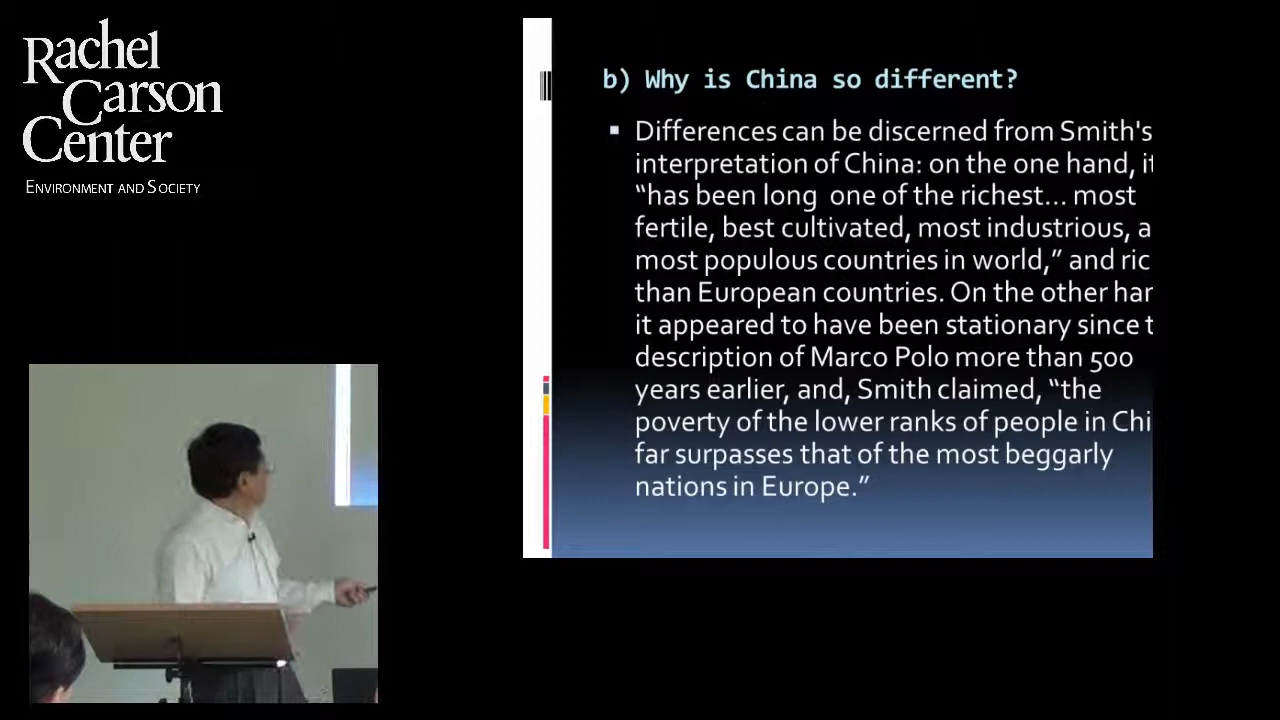 Rachel
Carson
Center
ENVIRONMENT AND SOCIETY
b) Why is China so different?
Differences can be discerned from Smith's
interpretation of China: on the one hand, it
“has been long one of the richest... most
fertile, best cultivated, most industrious, a
most populous countries in world,” and ric
than European countries. On the other har
it appeared to have been stationary since t
description of Marco Polo more than 500
years earlier, and, Smith claimed, “the
poverty of the lower ranks of people in Chi
far surpasses that of the most beggarly
nations in Europe.”